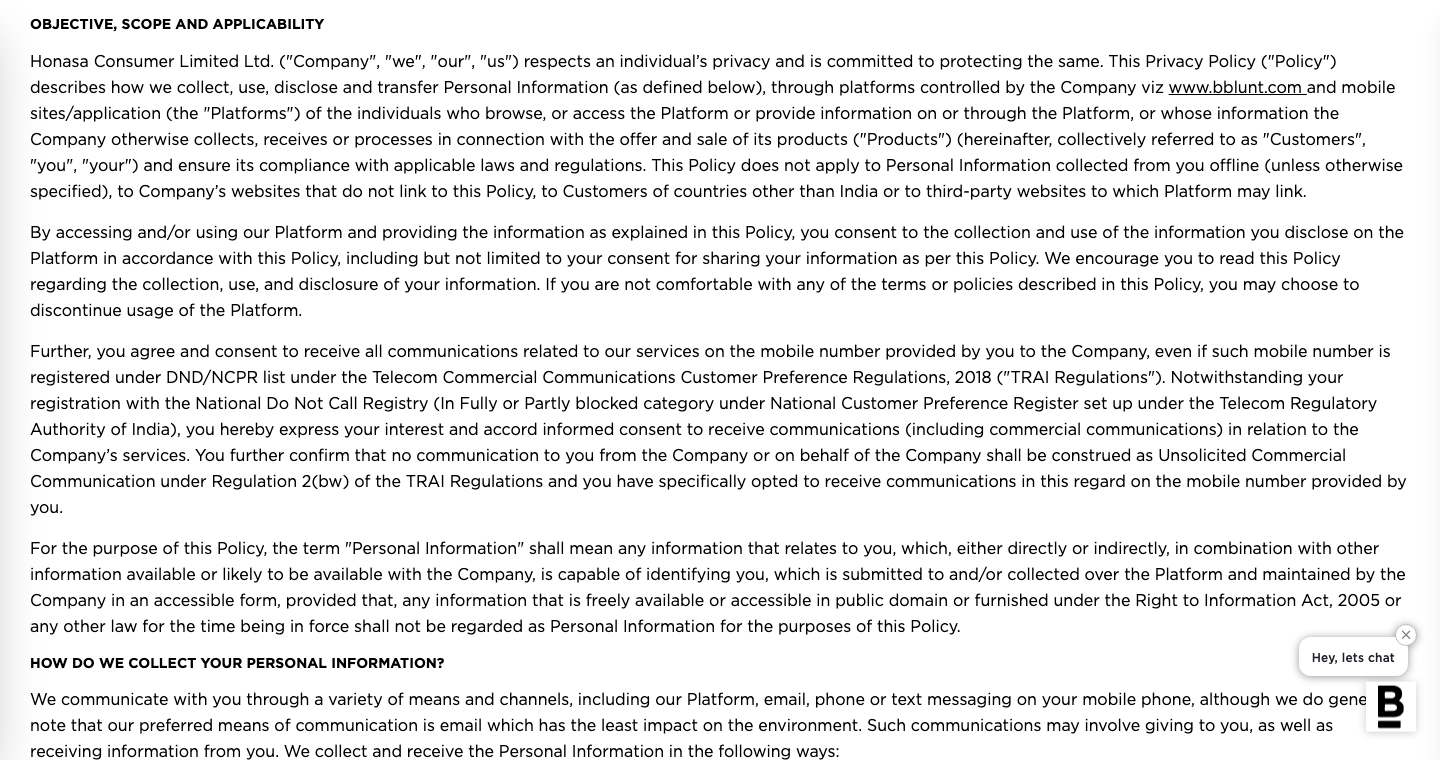 OBJECTIVE, SCOPE AND APPLICABILITY
Honasa Consumer Limited Ltd. ("Company", "we", "our", "us") respects an individual’s privacy and is committed to protecting the same. This Privacy Policy ("Policy")
describes how we collect, use, disclose and transfer Personal Information (as defined below), through platforms controlled by the Company viz www.bblunt.com and mobile
sites/application (the "Platforms") of the individuals who browse, or access the Platform or provide information on or through the Platform, or whose information the
Company otherwise collects, receives or processes in connection with the offer and sale of its products ("Products") (hereinafter, collectively referred to as "Customers",
"you", "your") and ensure its compliance with applicable laws and regulations. This Policy does not apply to Personal Information collected from you offline (unless otherwise
specified), to Company’s websites that do not link to this Policy, to Customers of countries other than India or to third-party websites to which Platform may link.
By accessing and/or using our Platform and providing the information as explained in this Policy, you consent to the collection and use of the information you disclose on the
Platform in accordance with this Policy, including but not limited to your consent for sharing your information as per this Policy. We encourage you to read this Policy
regarding the collection, use, and disclosure of your information. If you are not comfortable with any of the terms or policies described in this Policy, you may choose to
discontinue usage of the Platform.
Further, you agree and consent to receive all communications related to our services on the mobile number provided by you to the Company, even if such mobile number is
registered under DND/NCPR list under the Telecom Commercial Communications Customer Preference Regulations, 2018 ("TRAI Regulations"). Notwithstanding your
registration with the National Do Not Call Registry (In Fully or Partly blocked category under National Customer Preference Register set up under the Telecom Regulatory
Authority of India), you hereby express your interest and accord informed consent to receive communications (including commercial communications) in relation to the
Company’s services. You further confirm that no communication to you from the Company or on behalf of the Company shall be construed as Unsolicited Commercial
Communication under Regulation 2(bw) of the TRAI Regulations and you have specifically opted to receive communications in this regard on the mobile number provided by
you.
For the purpose of this Policy, the term "Personal Information" shall mean any information that relates to you, which, either directly or indirectly, in combination with other
information available or likely to be available with the Company, is capable of identifying you, which is submitted to and/or collected over the Platform and maintained by the
Company in an accessible form, provided that, any information that is freely available or accessible in public domain or furnished under the Right to Information Act, 2005 or
any other law for the time being in force shall not be regarded as Personal Information for the purposes of this Policy.
Hey, lets chat
HOW DO WE COLLECT YOUR PERSONAL INFORMATION?
We communicate with you through a variety of means and channels, including our Platform, email, phone or text messaging on your mobile phone, although we do gene
B
note that our preferred means of communication is email which has the least impact on the environment. Such communications may involve giving to you, as well as
receiving information from you. We collect and receive the Personal Information in the following ways: